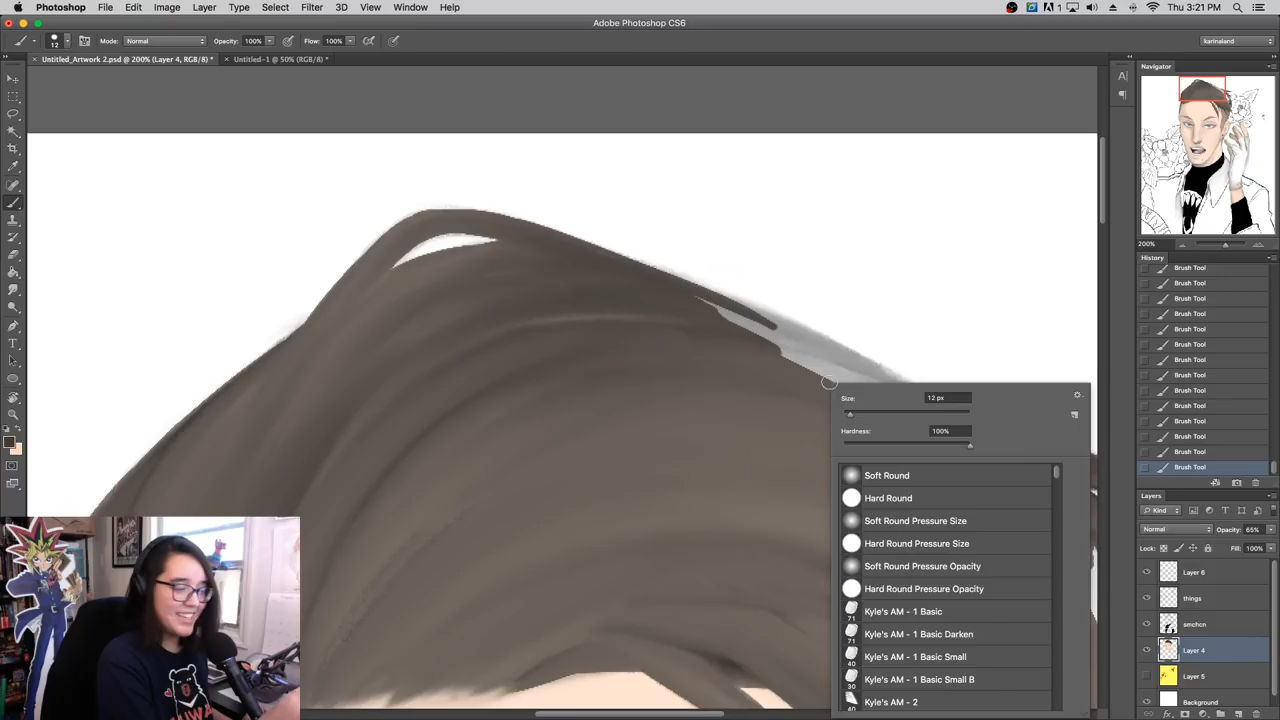 Photoshop File Edit Image Layer Type Select Filter 3D View Window Help
1 Thu 3:21 PM
Adobe Photoshop CS6
12 Mode: Normal Opacity: 100% Flow: 100% karinaland
Untitled_Artwork 2.psd @ 200% (Layer 4, RGB/8) * Untitled-1 @ 50% (RGB/8) *
Navigator
200%
History
Brush Tool
Brush Tool
Brush Tool
Brush Tool
Brush Tool
Brush Tool
Brush Tool
Brush Tool
Brush Tool
Brush Tool
Brush Tool
Brush Tool
Brush Tool
Brush Tool
Layers
Kind
Normal Opacity: 65%
Lock: Fill: 100%
Layer 6
things
smchcn
Layer 4
Layer 5
Background
Size: 12 px
Hardness: 100%
Soft Round
Hard Round
Soft Round Pressure Size
Hard Round Pressure Size
Soft Round Pressure Opacity
Hard Round Pressure Opacity
Kyle's AM - 1 Basic
71
Kyle's AM - 1 Basic Darken
71
Kyle's AM - 1 Basic Small
40
Kyle's AM - 1 Basic Small B
30
Kyle's AM - 2
40